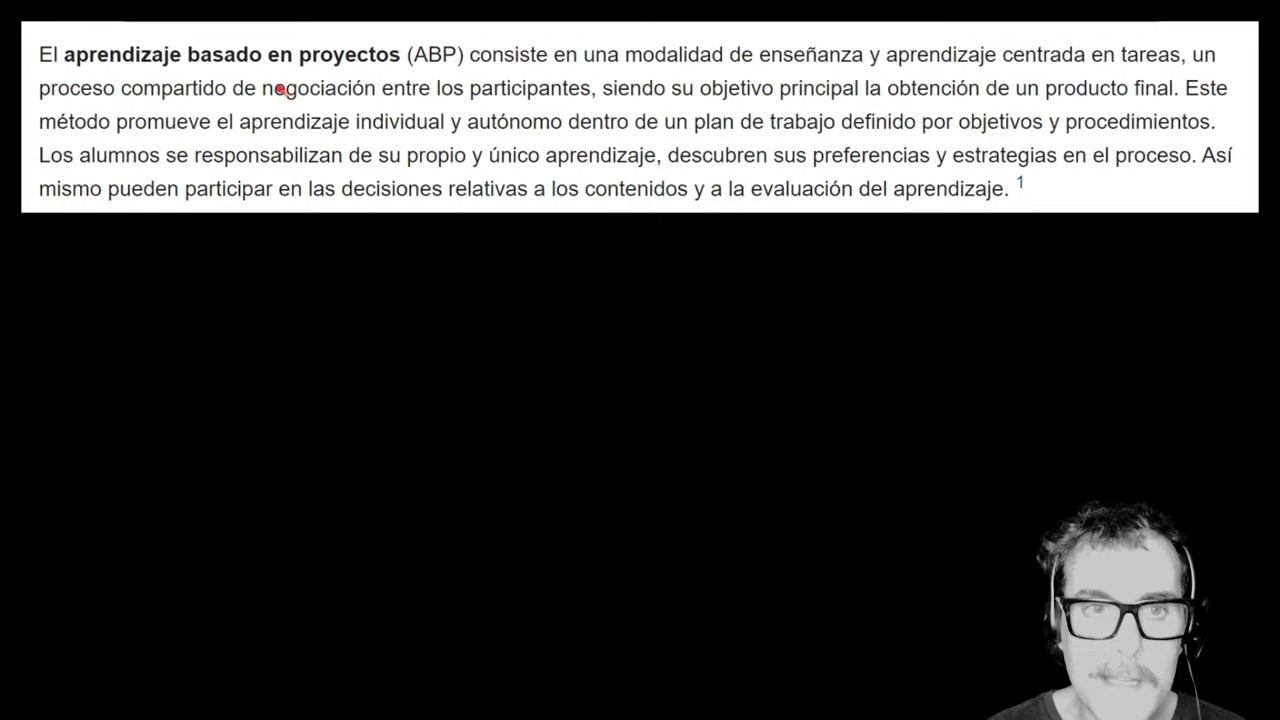 El aprendizaje basado en proyectos (ABP) consiste en una modalidad de enseñanza y aprendizaje centrada en tareas, un
proceso compartido de negociación entre los participantes, siendo su objetivo principal la obtención de un producto final. Este
método promueve el aprendizaje individual y autónomo dentro de un plan de trabajo definido por objetivos y procedimientos.
Los alumnos se responsabilizan de su propio y único aprendizaje, descubren sus preferencias y estrategias en el proceso. Así
mismo pueden participar en las decisiones relativas a los contenidos y a la evaluación del aprendizaje. 1